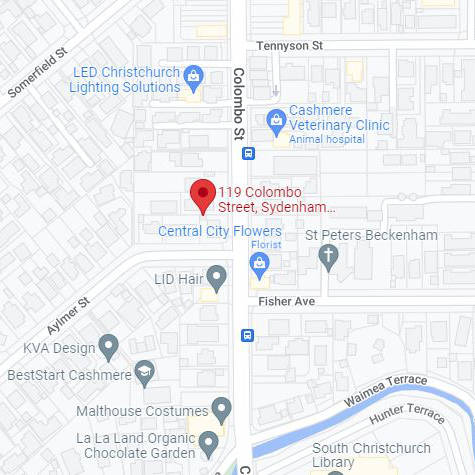 Tennyson St
Somerfield St
LED Christchurch
Lighting Solutions
Colombo St
Cashmere
Veterinary Clinic
Animal hospital
119 Colombo
Street, Sydenham...
Central City Flowers
Florist
St Peters Beckenham
LID Hair
Fisher Ave
Aylmer St
KVA Design
BestStart Cashmere
Waimea Terrace
Hunter Terrace
Malthouse Costumes
La La Land Organic
Chocolate Garden
South Christchurch
Library
C